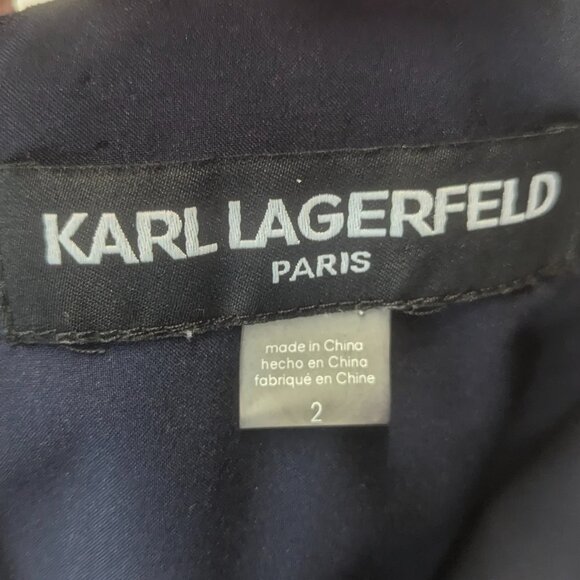 KARL LAGERFELD
PARIS
made in China
hecho en China
fabriqué en Chine
2